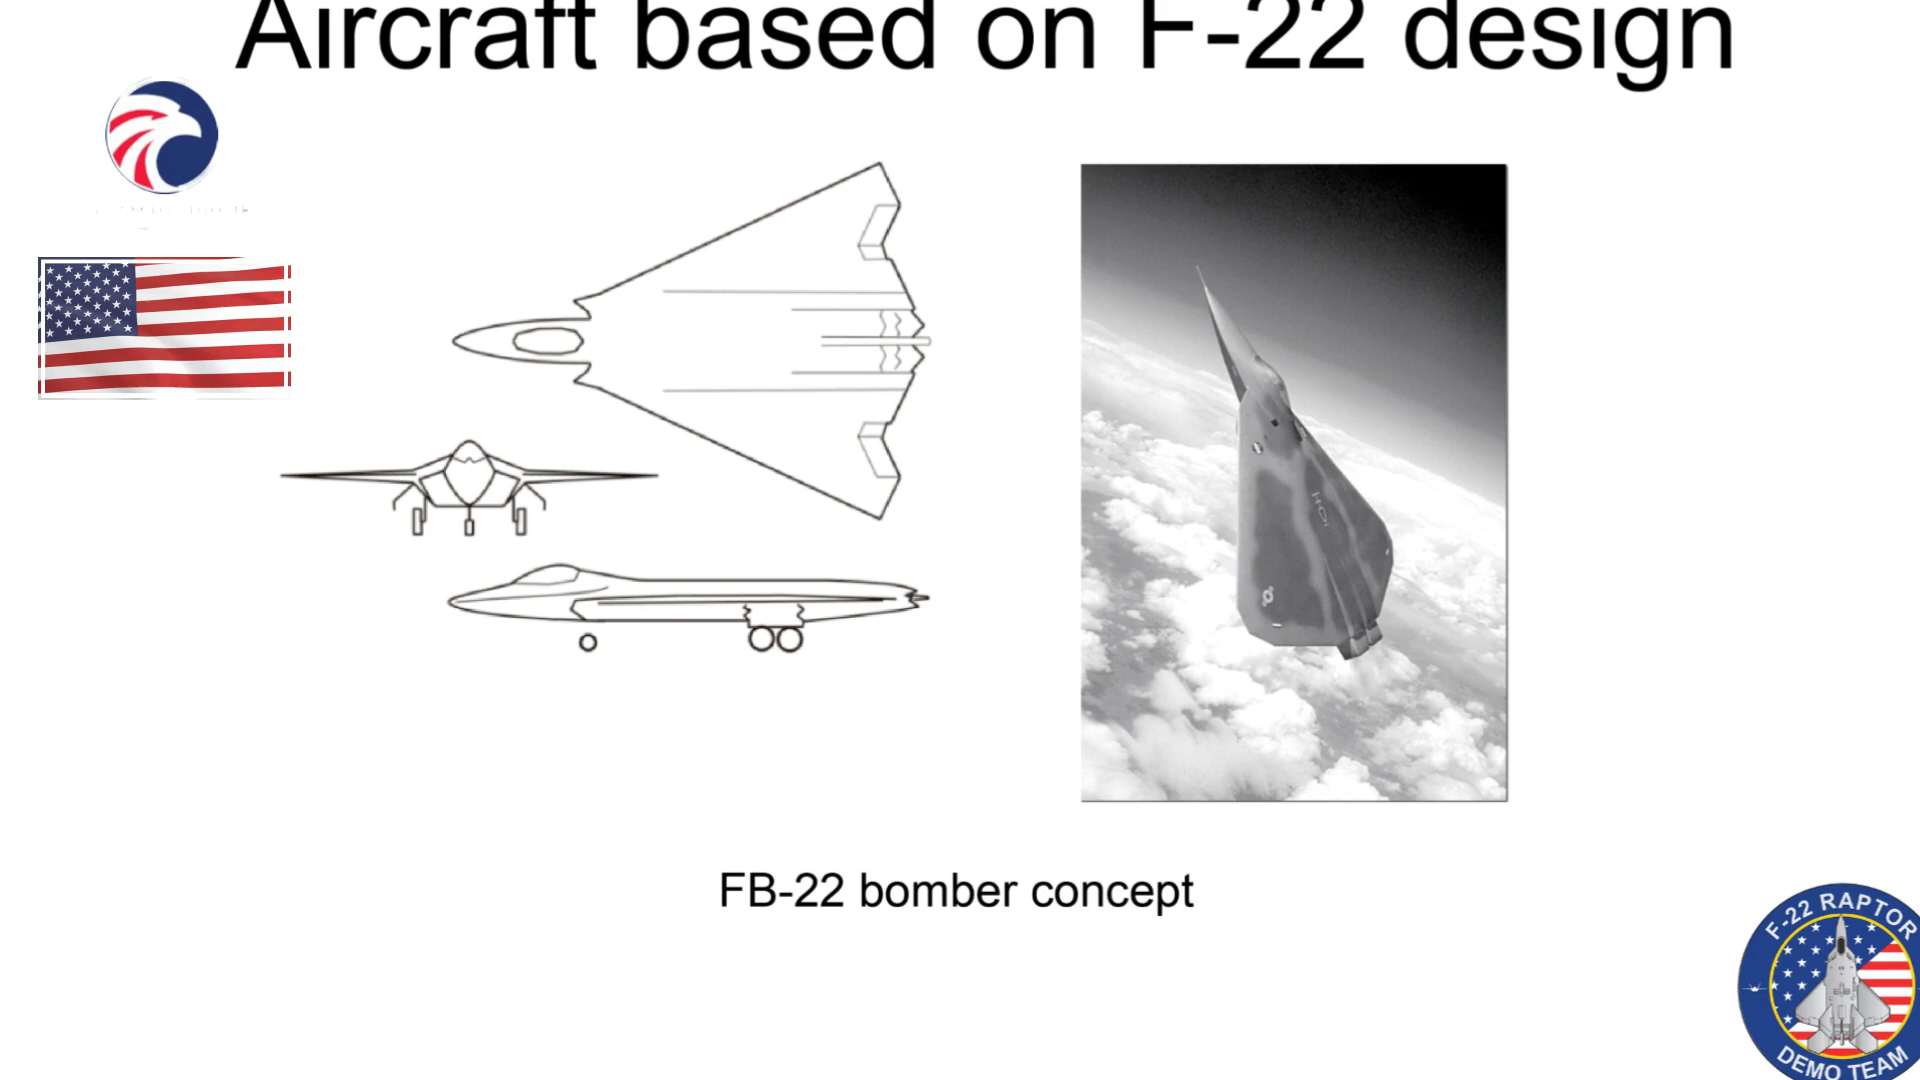 Aircraft based on F-22 design
FB-22 bomber concept
F-22 RAPTOR
DEMO TEAM